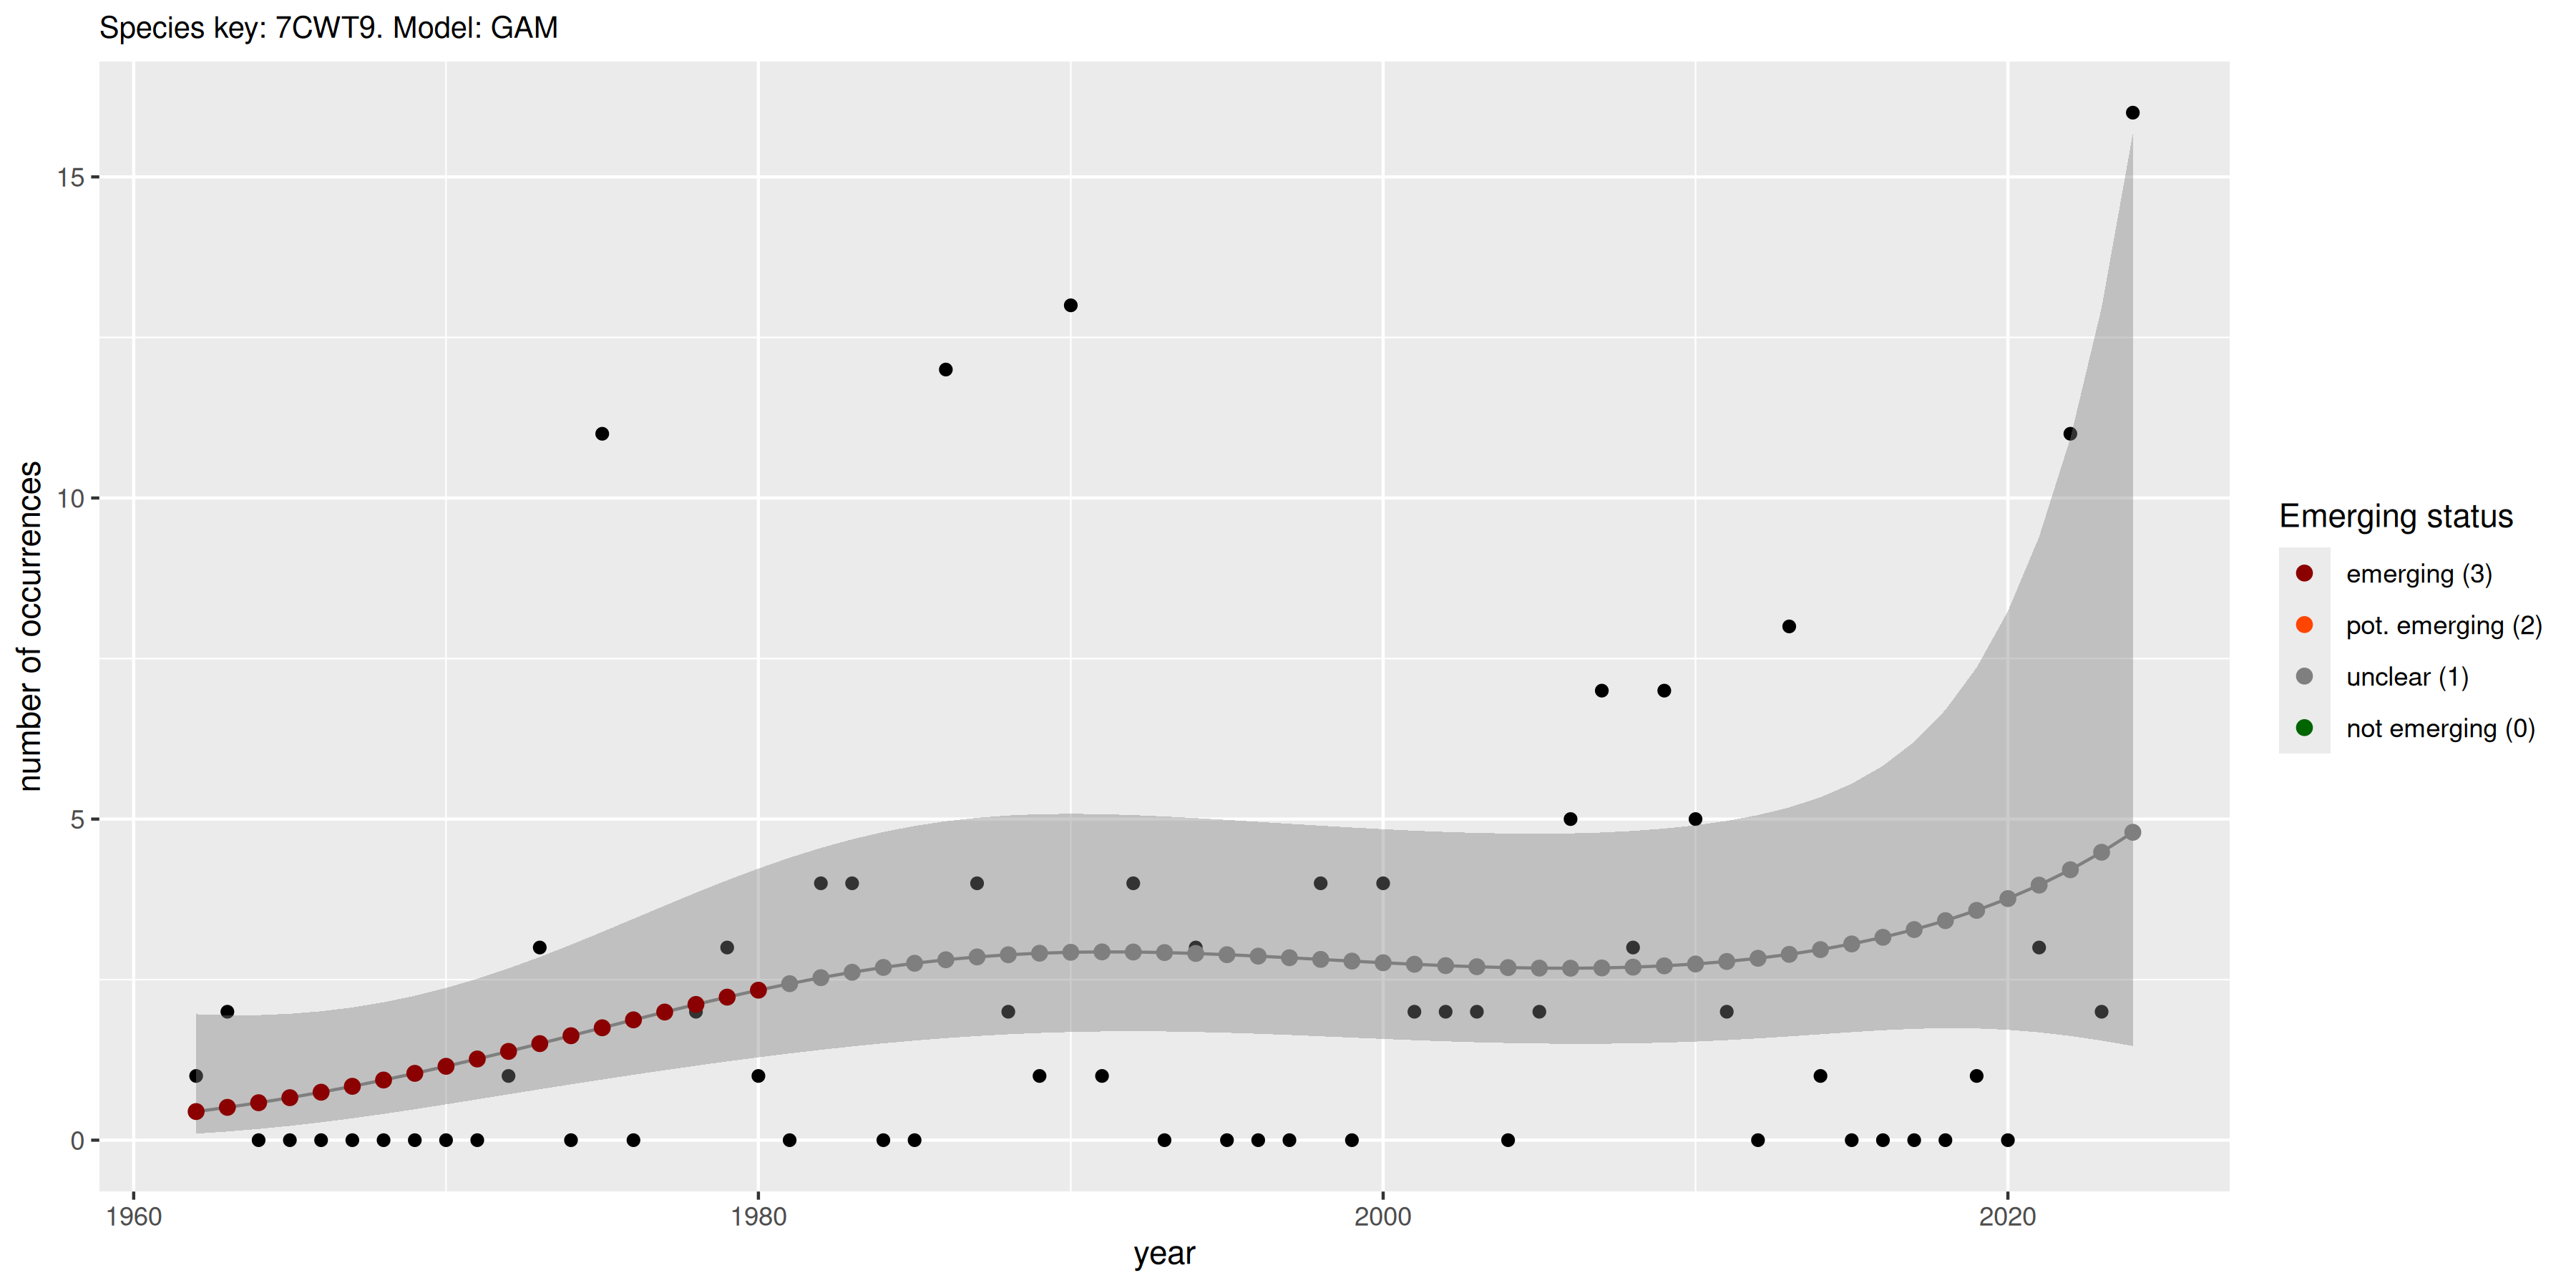 Species key: 7CWT9. Model: GAM
15
10
5
0
number of occurrences
1960
1980
2000
2020
year
Emerging status
emerging (3)
pot. emerging (2)
unclear (1)
not emerging (0)